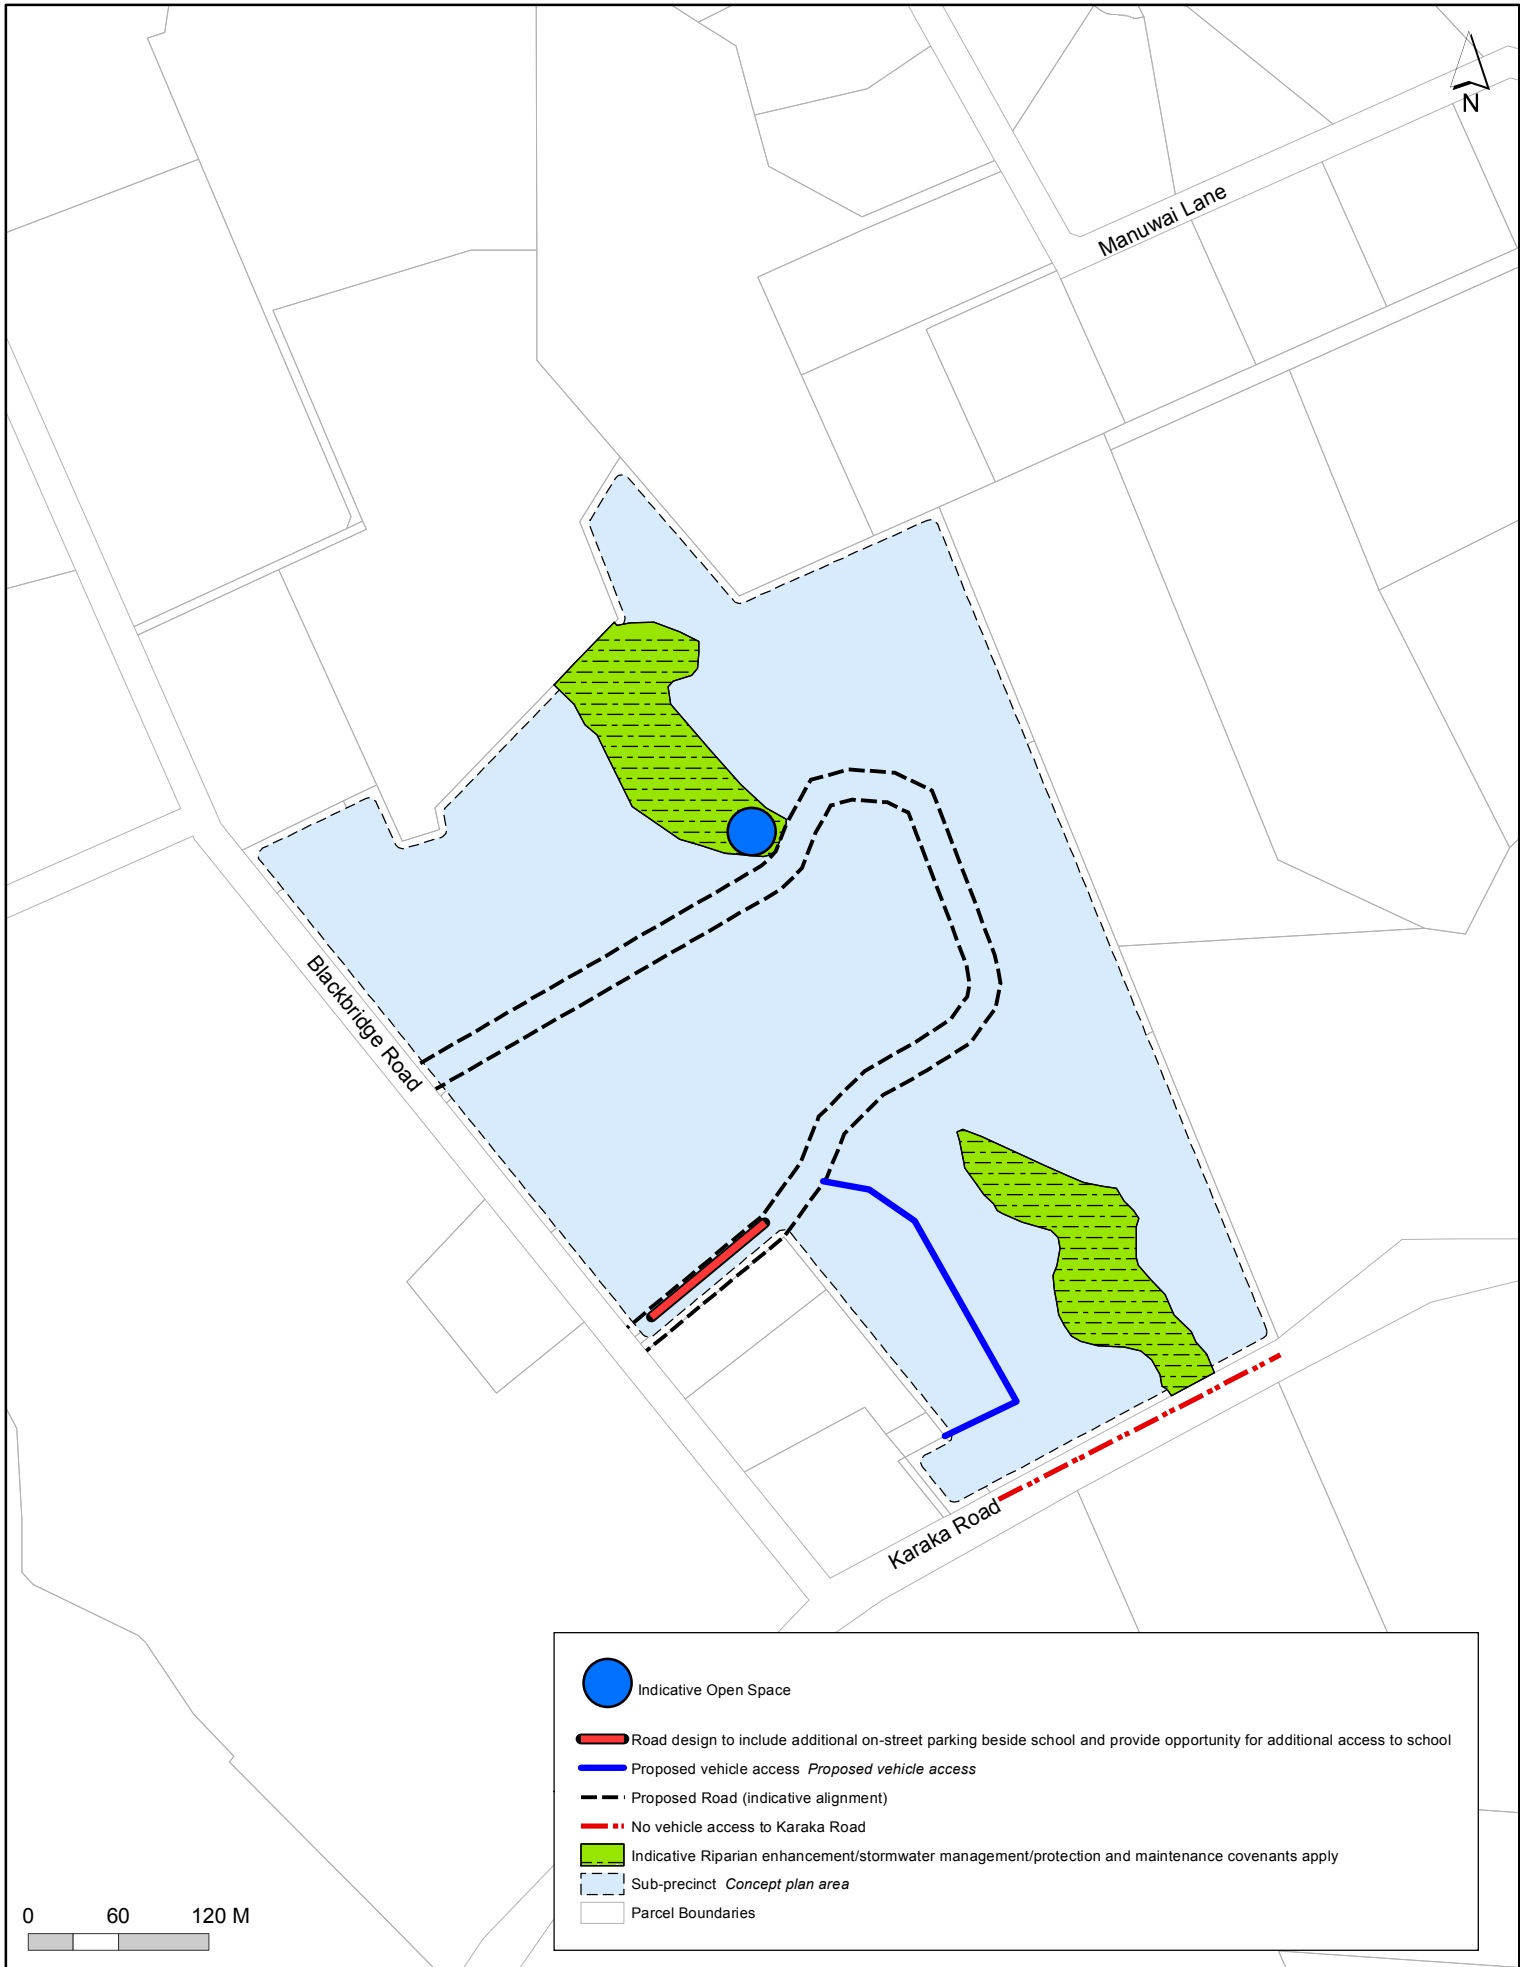 N
Manuwai Lane
Blackbridge Road
Karaka Road
Indicative Open Space
Road design to include additional on-street parking beside school and provide opportunity for additional access to school
Proposed vehicle access Proposed vehicle access
Proposed Road (indicative alignment)
No vehicle access to Karaka Road
Indicative Riparian enhancement/stormwater management/protection and maintenance covenants apply
Sub-precinct Concept plan area
Parcel Boundaries
0 60 120 M